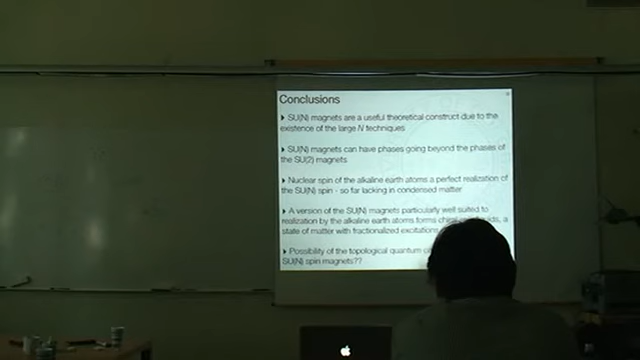 Conclusions
SU(N) magnets are a useful theoretical construct due to the
existence of the large N techniques
SU(N) magnets can have phases going beyond the phases of
the SU(2) magnets
Nuclear spin of the alkaline earth atoms a perfect realization of
the SU(N) spin - so far lacking in condensed matter
A version of the SU(N) magnets particularly well suited to
realization by the alkaline earth atoms forms chiral a
state of matter with fractionalized excitations
Possibility of the topological quantum
SU(N) spin magnets??